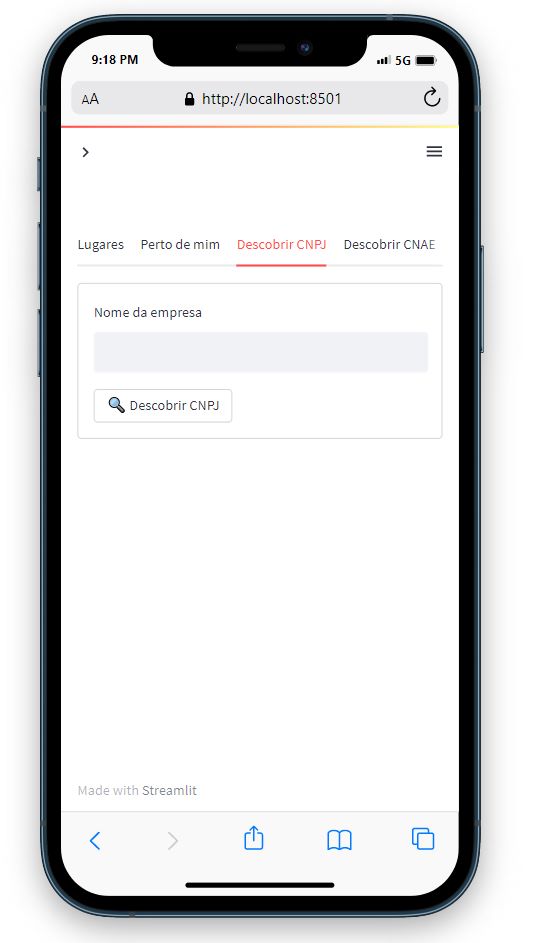 9:18 PM 5G
AA http://localhost:8501
Lugares Perto de mim Descobrir CNPJ Descobrir CNAE
Nome da empresa
Descobrir CNPJ
Made with Streamlit